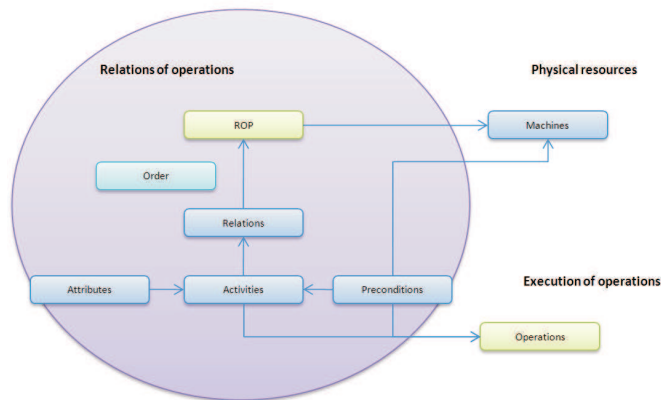 Relations of operations
Physical resources
ROP
Machines
Order
Relations
Attributes
Activities
Preconditions
Execution of operations
Operations